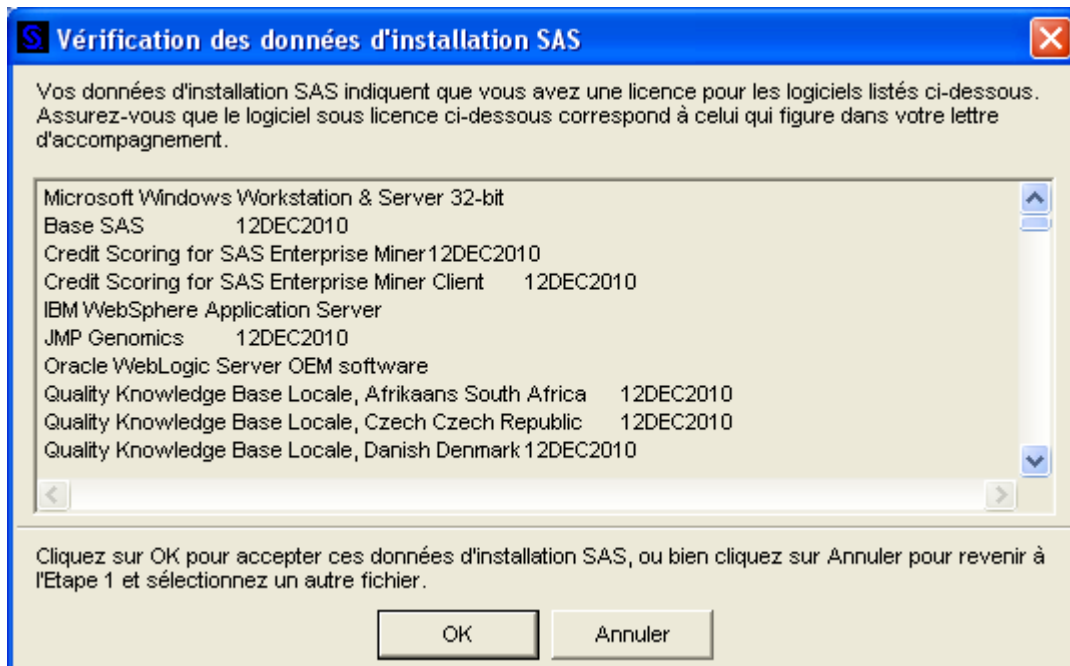 Vérification des données d'installation SAS
Vos données d'installation SAS indiquent que vous avez une licence pour les logiciels listés ci-dessous.
Assurez-vous que le logiciel sous licence ci-dessous correspond à celui qui figure dans votre lettre
d'accompagnement.
Microsoft Windows Workstation & Server 32-bit
Base SAS 12DEC2010
Credit Scoring for SAS Enterprise Miner12DEC2010
Credit Scoring for SAS Enterprise Miner Client 12DEC2010
IBM WebSphere Application Server
JMP Genomics 12DEC2010
Oracle WebLogic Server OEM software
Quality Knowledge Base Locale, Afrikaans South Africa 12DEC2010
Quality Knowledge Base Locale, Czech Czech Republic 12DEC2010
Quality Knowledge Base Locale, Danish Denmark 12DEC2010
Cliquez sur OK pour accepter ces données d'installation SAS, ou bien cliquez sur Annuler pour revenir à
l'Etape 1 et sélectionnez un autre fichier.
OK Annuler